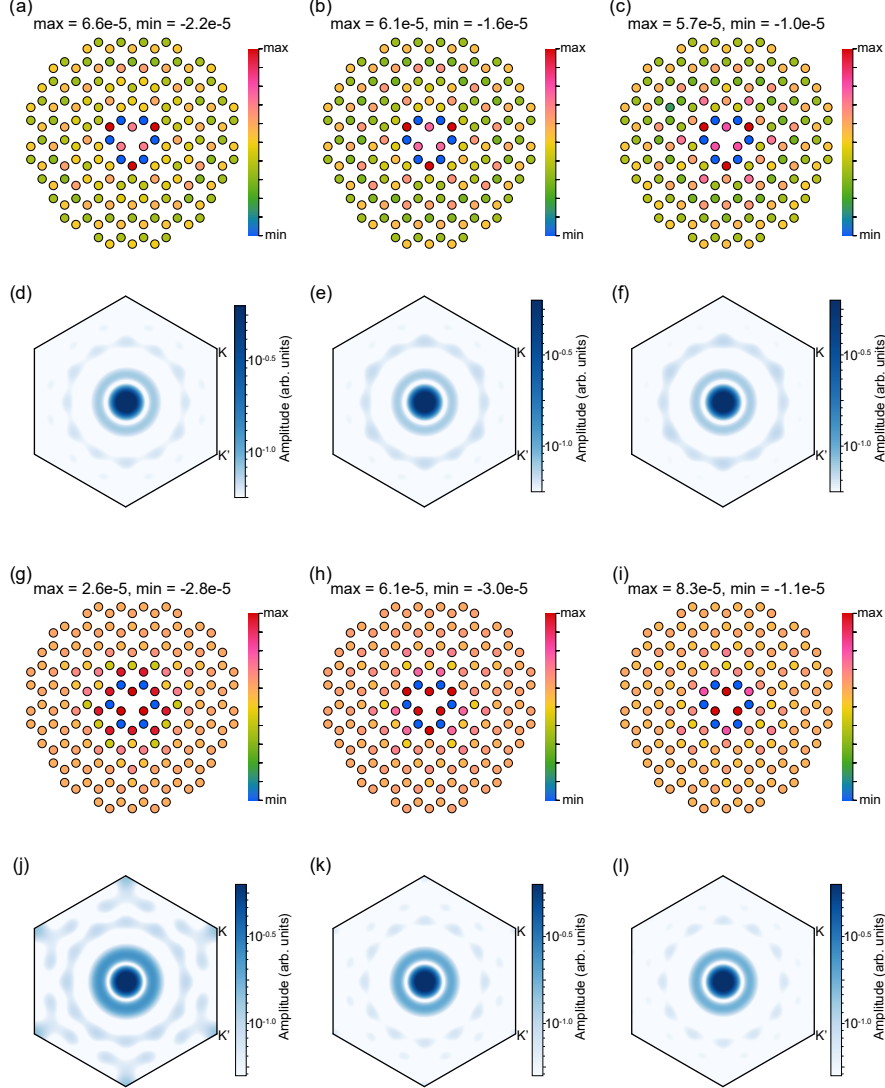 (a)
max = 6.6e-5, min = -2.2e-5
max
min
(b)
max = 6.1e-5, min = -1.6e-5
max
min
(c)
max = 5.7e-5, min = -1.0e-5
max
min
(d)
K
K'
10^-0.5
10^-1.0
Amplitude (arb. units)
(e)
K
K'
10^-0.5
10^-1.0
Amplitude (arb. units)
(f)
K
K'
10^-0.5
10^-1.0
Amplitude (arb. units)
(g)
max = 2.6e-5, min = -2.8e-5
max
min
(h)
max = 6.1e-5, min = -3.0e-5
max
min
(i)
max = 8.3e-5, min = -1.1e-5
max
min
(j)
K
K'
10^-0.5
10^-1.0
Amplitude (arb. units)
(k)
K
K'
10^-0.5
10^-1.0
Amplitude (arb. units)
(l)
K
K'
10^-0.5
10^-1.0
Amplitude (arb. units)